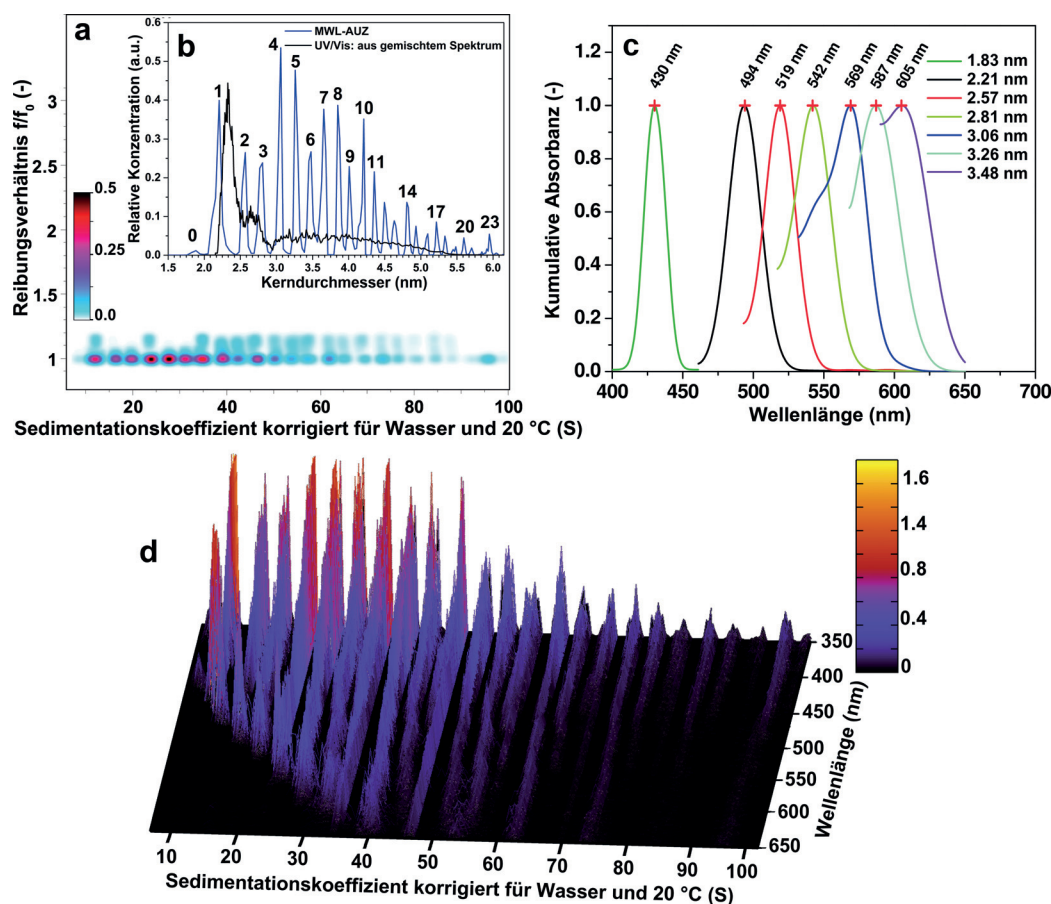 a
Reibungsverhältnis f/f0 (-)
3
2.5
2
1.5
1
0.5
0.25
0.0
20 40 60 80 100
Sedimentationskoeffizient korrigiert für Wasser und 20 °C (S)
b
Relative Konzentration (a.u.)
0.6
0.5
0.4
0.3
0.2
0.1
0.0
MWL-AUZ
UV/Vis: aus gemischtem Spektrum
0 1 2 3 4 5 6 7 8 9 10 11 14 17 20 23
1.5 2.0 2.5 3.0 3.5 4.0 4.5 5.0 5.5 6.0
Kerndurchmesser (nm)
c
Kumulative Absorbanz (-)
1.2
1.0
0.8
0.6
0.4
0.2
0.0
430 nm
494 nm
519 nm
542 nm
569 nm
587 nm
605 nm
1.83 nm
2.21 nm
2.57 nm
2.81 nm
3.06 nm
3.26 nm
3.48 nm
400 450 500 550 600 650 700
Wellenlänge (nm)
d
1.6
1.4
0.8
0.4
0
350
400
450
500
550
600
650
Wellenlänge (nm)
10 20 30 40 50 60 70 80 90 100
Sedimentationskoeffizient korrigiert für Wasser und 20 °C (S)